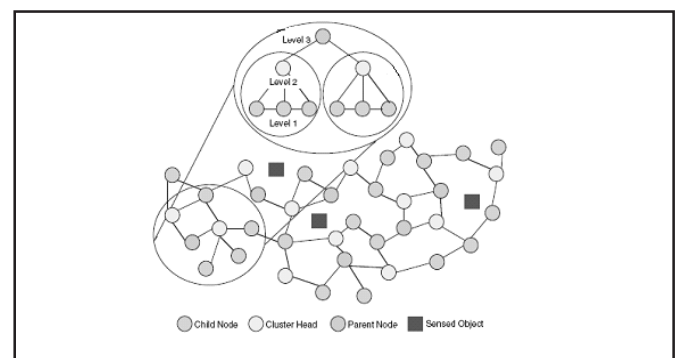 Level 3
Level 2
Level 1
Child Node
Cluster Head
Parent Node
Sensed Object